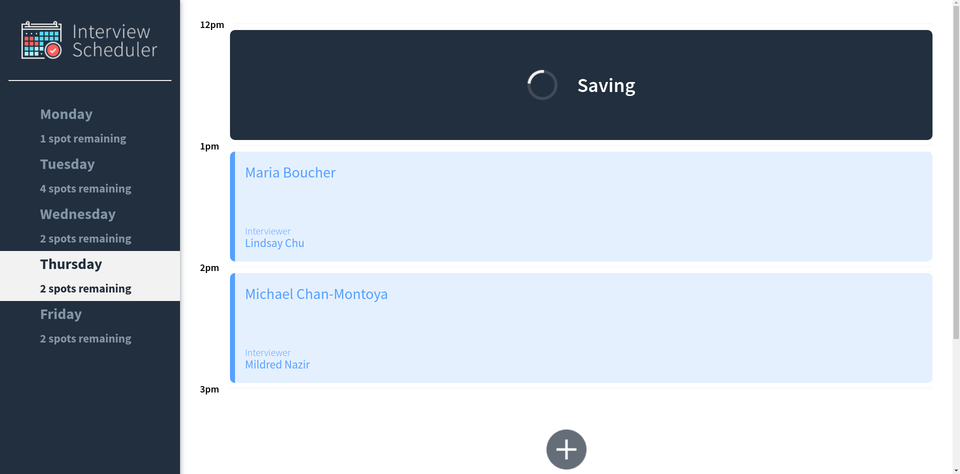 Interview
Scheduler
Monday
1 spot remaining
Tuesday
4 spots remaining
Wednesday
2 spots remaining
Thursday
2 spots remaining
Friday
2 spots remaining
12pm
Saving
1pm
Maria Boucher
Interviewer
Lindsay Chu
2pm
Michael Chan-Montoya
Interviewer
Mildred Nazir
3pm